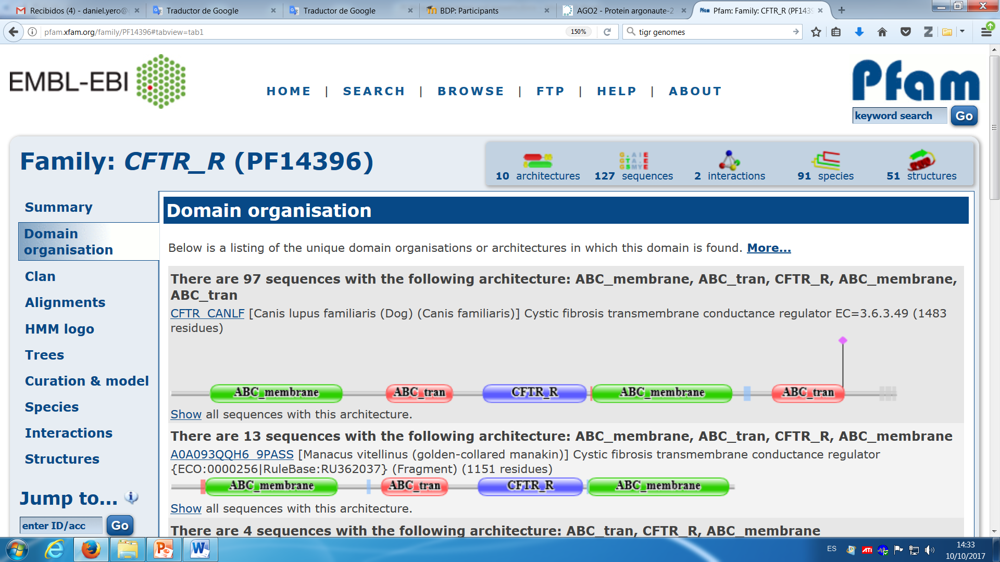 Recibidos (4) - daniel.yero@
Traductor de Google
Traductor de Google
BDP: Participants
AGO2 - Protein argonaute-2
Pfam: Family: CFTR_R (PF1439
pfam.xfam.org/family/PF14396#tabview=tab1
150%
tigr genomes
EMBL-EBI
HOME | SEARCH | BROWSE | FTP | HELP | ABOUT
Pfam
keyword search Go
Family: CFTR_R (PF14396)
10 architectures 127 sequences 2 interactions 91 species 51 structures
Summary
Domain
organisation
Clan
Alignments
HMM logo
Trees
Curation & model
Species
Interactions
Structures
Jump to...
enter ID/acc Go
Domain organisation
Below is a listing of the unique domain organisations or architectures in which this domain is found. More...
There are 97 sequences with the following architecture: ABC_membrane, ABC_tran, CFTR_R, ABC_membrane,
ABC_tran
CFTR_CANLF [Canis lupus familiaris (Dog) (Canis familiaris)] Cystic fibrosis transmembrane conductance regulator EC=3.6.3.49 (1483
residues)
ABC_membrane ABC_tran CFTR_R ABC_membrane ABC_tran
Show all sequences with this architecture.
There are 13 sequences with the following architecture: ABC_membrane, ABC_tran, CFTR_R, ABC_membrane
A0A093QQH6_9PASS [Manacus vitellinus (golden-collared manakin)] Cystic fibrosis transmembrane conductance regulator
{ECO:0000256|RuleBase:RU362037} (Fragment) (1151 residues)
ABC_membrane ABC_tran CFTR_R ABC_membrane
Show all sequences with this architecture.
There are 4 sequences with the following architecture: ABC_tran, CFTR_R, ABC_membrane
ES
ATI
14:33
10/10/2017